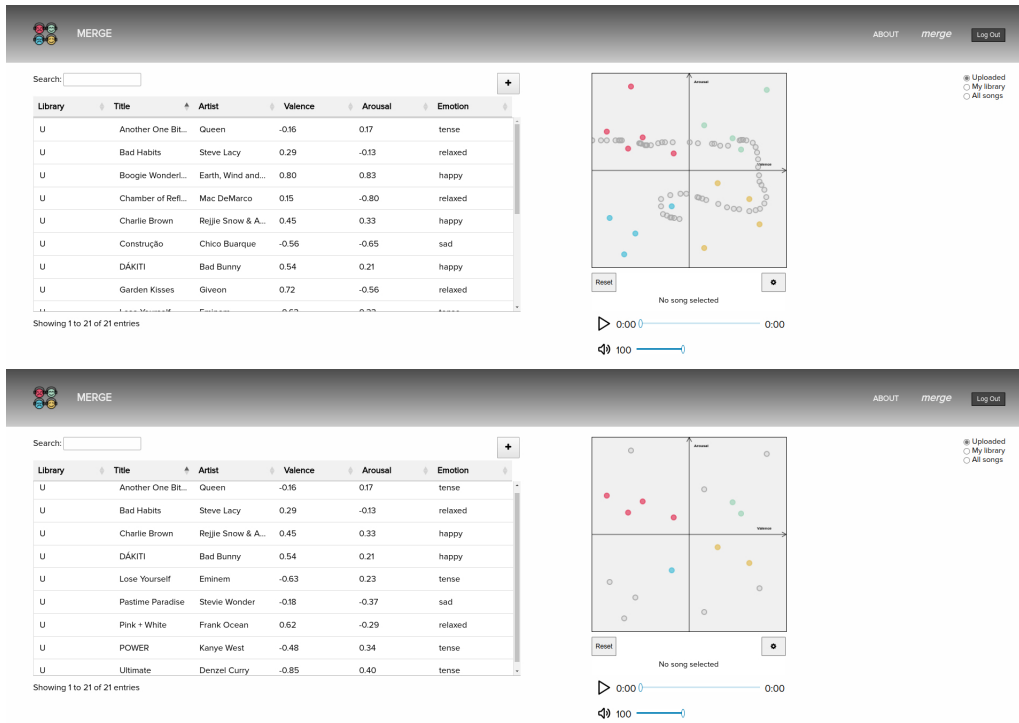 MERGE
ABOUT merge Log Out
Search:
+
Library Title Artist Valence Arousal Emotion
U Another One Bit... Queen -0.16 0.17 tense
U Bad Habits Steve Lacy 0.29 -0.13 relaxed
U Boogie Wonderl... Earth, Wind and... 0.80 0.83 happy
U Chamber of Refl... Mac DeMarco 0.15 -0.80 relaxed
U Charlie Brown Rejjie Snow & A... 0.45 0.33 happy
U Construção Chico Buarque -0.56 -0.65 sad
U DÁKITI Bad Bunny 0.54 0.21 happy
U Garden Kisses Giveon 0.72 -0.56 relaxed
U Lose Yourself Eminem -0.63 0.23 tense
Showing 1 to 21 of 21 entries
Arousal
Valence
Uploaded
My library
All songs
Reset
No song selected
0:00 0:00
100
MERGE
ABOUT merge Log Out
Search:
+
Library Title Artist Valence Arousal Emotion
U Another One Bit... Queen -0.16 0.17 tense
U Bad Habits Steve Lacy 0.29 -0.13 relaxed
U Charlie Brown Rejjie Snow & A... 0.45 0.33 happy
U DÁKITI Bad Bunny 0.54 0.21 happy
U Lose Yourself Eminem -0.63 0.23 tense
U Pastime Paradise Stevie Wonder -0.18 -0.37 sad
U Pink + White Frank Ocean 0.62 -0.29 relaxed
U POWER Kanye West -0.48 0.34 tense
U Ultimate Denzel Curry -0.85 0.40 tense
Showing 1 to 21 of 21 entries
Arousal
Valence
Uploaded
My library
All songs
Reset
No song selected
0:00 0:00
100